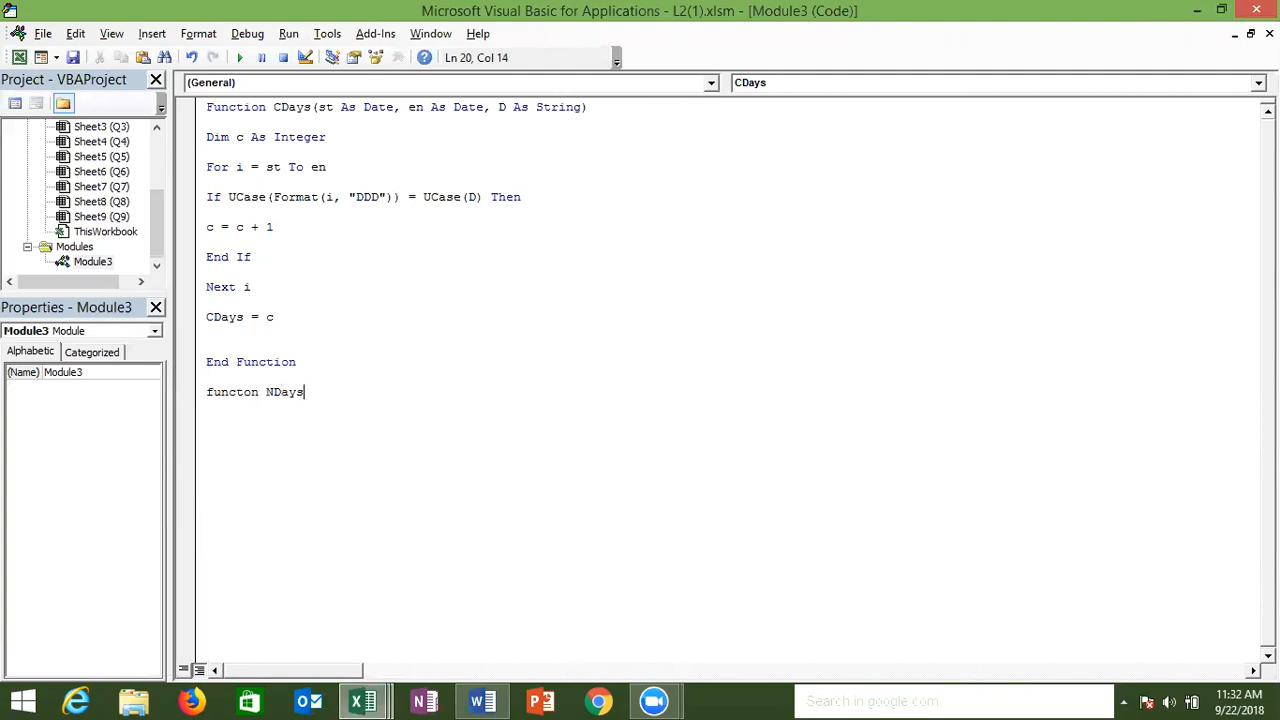 Microsoft Visual Basic for Applications - L2(1).xlsm - [Module3 (Code)]
File Edit View Insert Format Debug Run Tools Add-Ins Window Help
Ln 20, Col 14
Project - VBAProject
(General)
CDays
Sheet3 (Q3)
Sheet4 (Q4)
Sheet5 (Q5)
Sheet6 (Q6)
Sheet7 (Q7)
Sheet8 (Q8)
Sheet9 (Q9)
ThisWorkbook
Modules
Module3
Properties - Module3
Module3 Module
Alphabetic Categorized
(Name) Module3
Function CDays(st As Date, en As Date, D As String)
Dim c As Integer
For i = st To en
If UCase(Format(i, "DDD")) = UCase(D) Then
c = c + 1
End If
Next i
CDays = c
End Function
functon NDays
Search in google.com
11:32 AM
9/22/2018